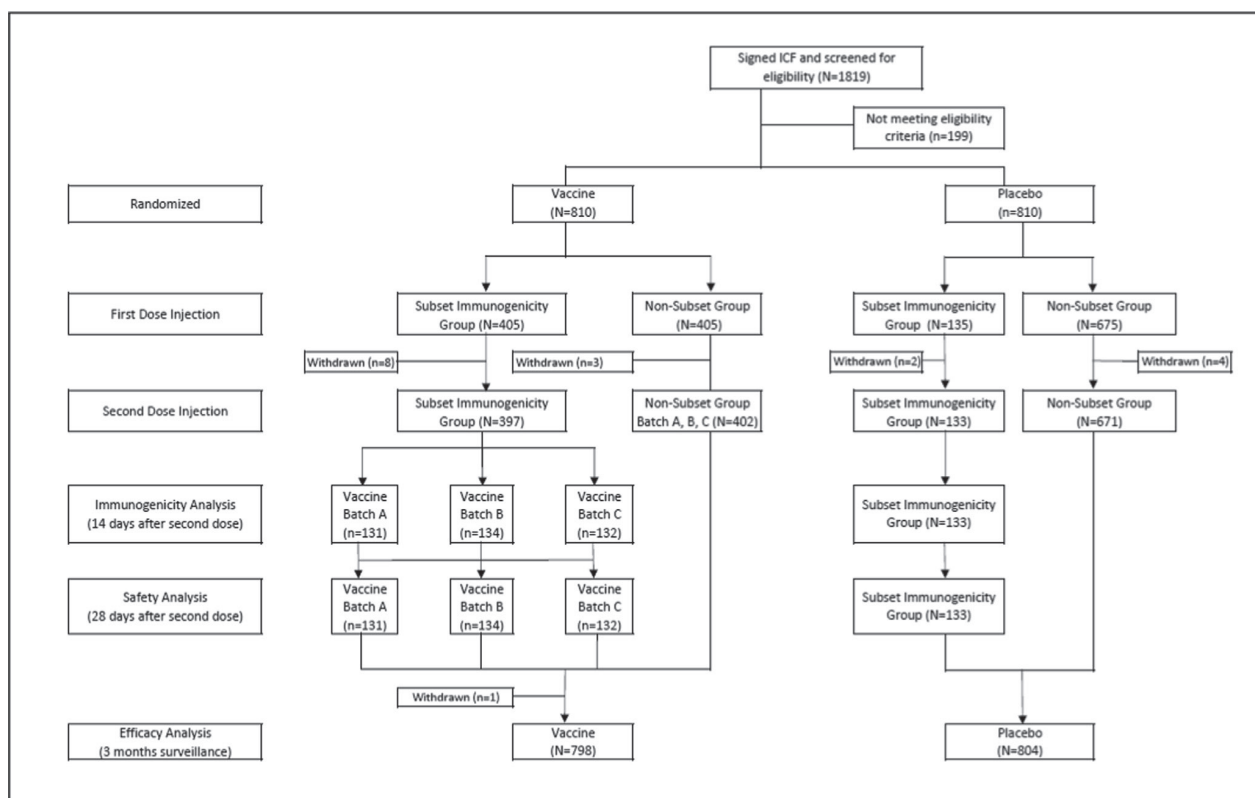 Signed ICF and screened for
eligibility (N=1819)
Not meeting eligibility
criteria (n=199)
Randomized
Vaccine
(N=810)
Placebo
(n=810)
First Dose Injection
Subset Immunogenicity
Group (N=405)
Non-Subset Group
(N=405)
Subset Immunogenicity
Group (N=135)
Non-Subset Group
(N=675)
Withdrawn (n=8)
Withdrawn (n=3)
Withdrawn (n=2)
Withdrawn (n=4)
Second Dose Injection
Subset Immunogenicity
Group (N=397)
Non-Subset Group
Batch A, B, C (N=402)
Subset Immunogenicity
Group (N=133)
Non-Subset Group
(N=671)
Immunogenicity Analysis
(14 days after second dose)
Vaccine
Batch A
(n=131)
Vaccine
Batch B
(n=134)
Vaccine
Batch C
(n=132)
Subset Immunogenicity
Group (N=133)
Safety Analysis
(28 days after second dose)
Vaccine
Batch A
(n=131)
Vaccine
Batch B
(n=134)
Vaccine
Batch C
(n=132)
Subset Immunogenicity
Group (N=133)
Withdrawn (n=1)
Efficacy Analysis
(3 months surveillance)
Vaccine
(N=798)
Placebo
(N=804)